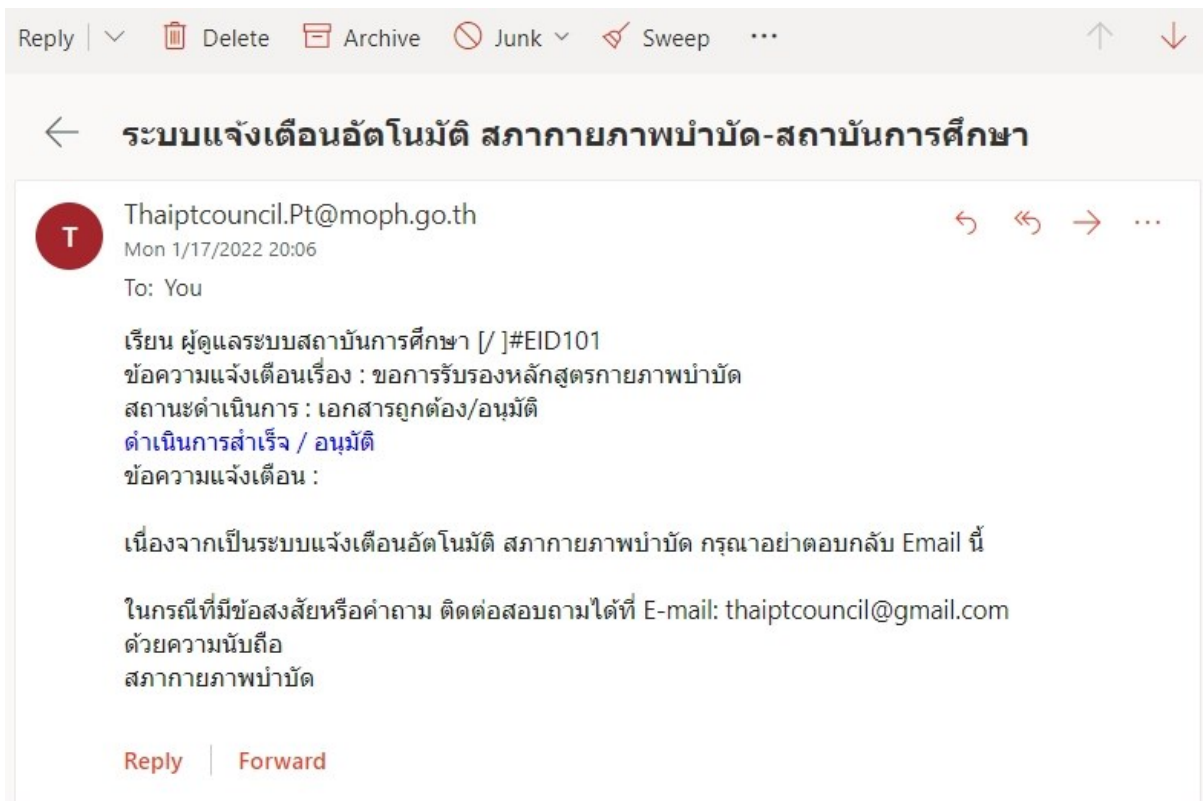 Reply Delete Archive Junk Sweep ...
ระบบแจ้งเตือนอัตโนมัติ สภากายภาพบำบัด-สถาบันการศึกษา
T
Thaiptcouncil.Pt@moph.go.th
Mon 1/17/2022 20:06
To: You
เรียน ผู้ดูแลระบบสถาบันการศึกษา [/ ]#EID101
ข้อความแจ้งเตือนเรื่อง : ขอการรับรองหลักสูตรกายภาพบำบัด
สถานะดำเนินการ : เอกสารถูกต้อง/อนุมัติ
ดำเนินการสำเร็จ / อนุมัติ
ข้อความแจ้งเตือน :
เนื่องจากเป็นระบบแจ้งเตือนอัตโนมัติ สภากายภาพบำบัด กรุณาอย่าตอบกลับ Email นี้
ในกรณีที่มีข้อสงสัยหรือคำถาม ติดต่อสอบถามได้ที่ E-mail: thaiptcouncil@gmail.com
ด้วยความนับถือ
สภากายภาพบำบัด
Reply Forward